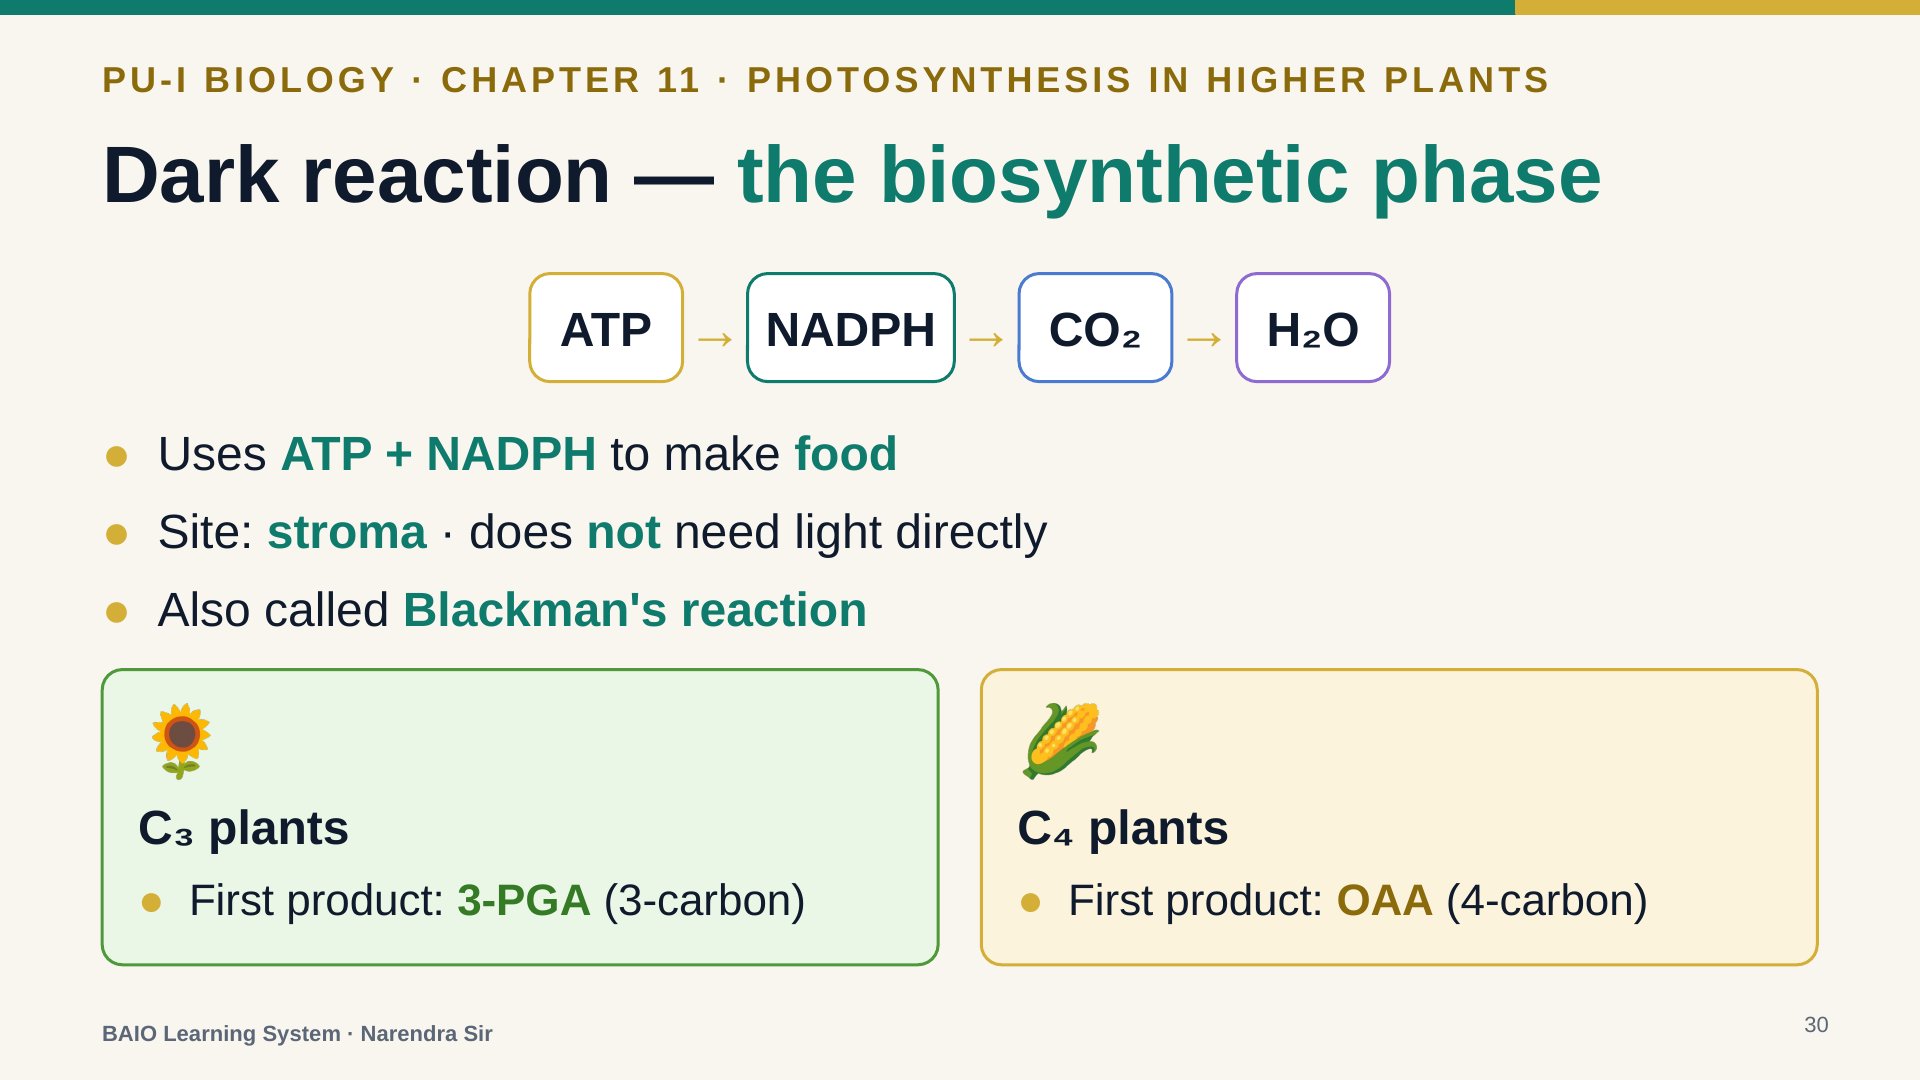 PU-I BIOLOGY · CHAPTER 11 · PHOTOSYNTHESIS IN HIGHER PLANTS
Dark reaction — the biosynthetic phase
ATP → NADPH → CO₂ → H₂O
● Uses ATP + NADPH to make food
● Site: stroma · does not need light directly
● Also called Blackman's reaction
C₃ plants
● First product: 3-PGA (3-carbon)
C₄ plants
● First product: OAA (4-carbon)
BAIO Learning System · Narendra Sir
30